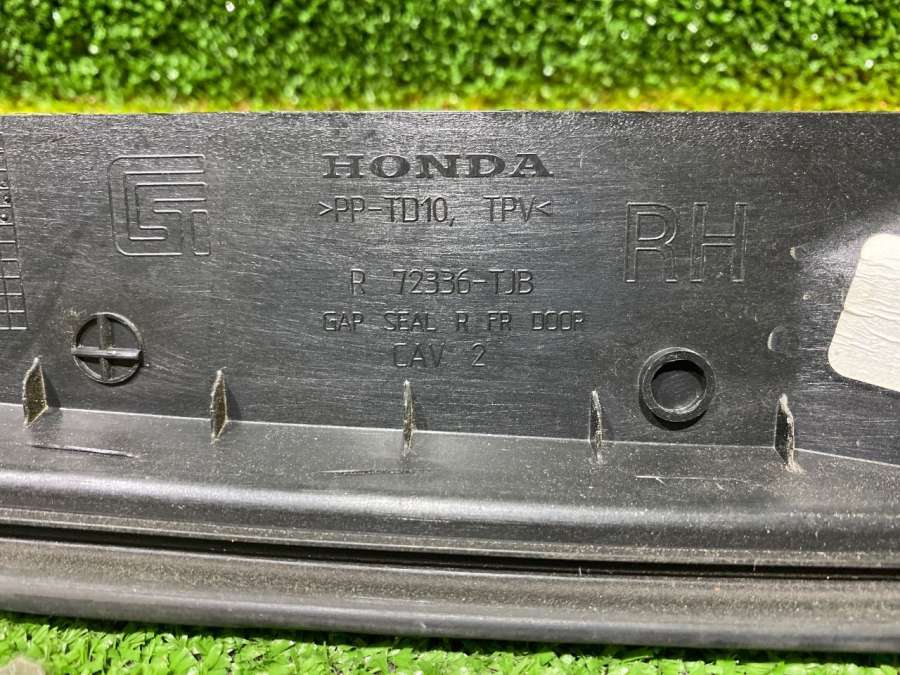 HONDA
>PP-TD10, TPV<
RH
R 72336-TJB
GAP SEAL R FR DOOR
CAV 2